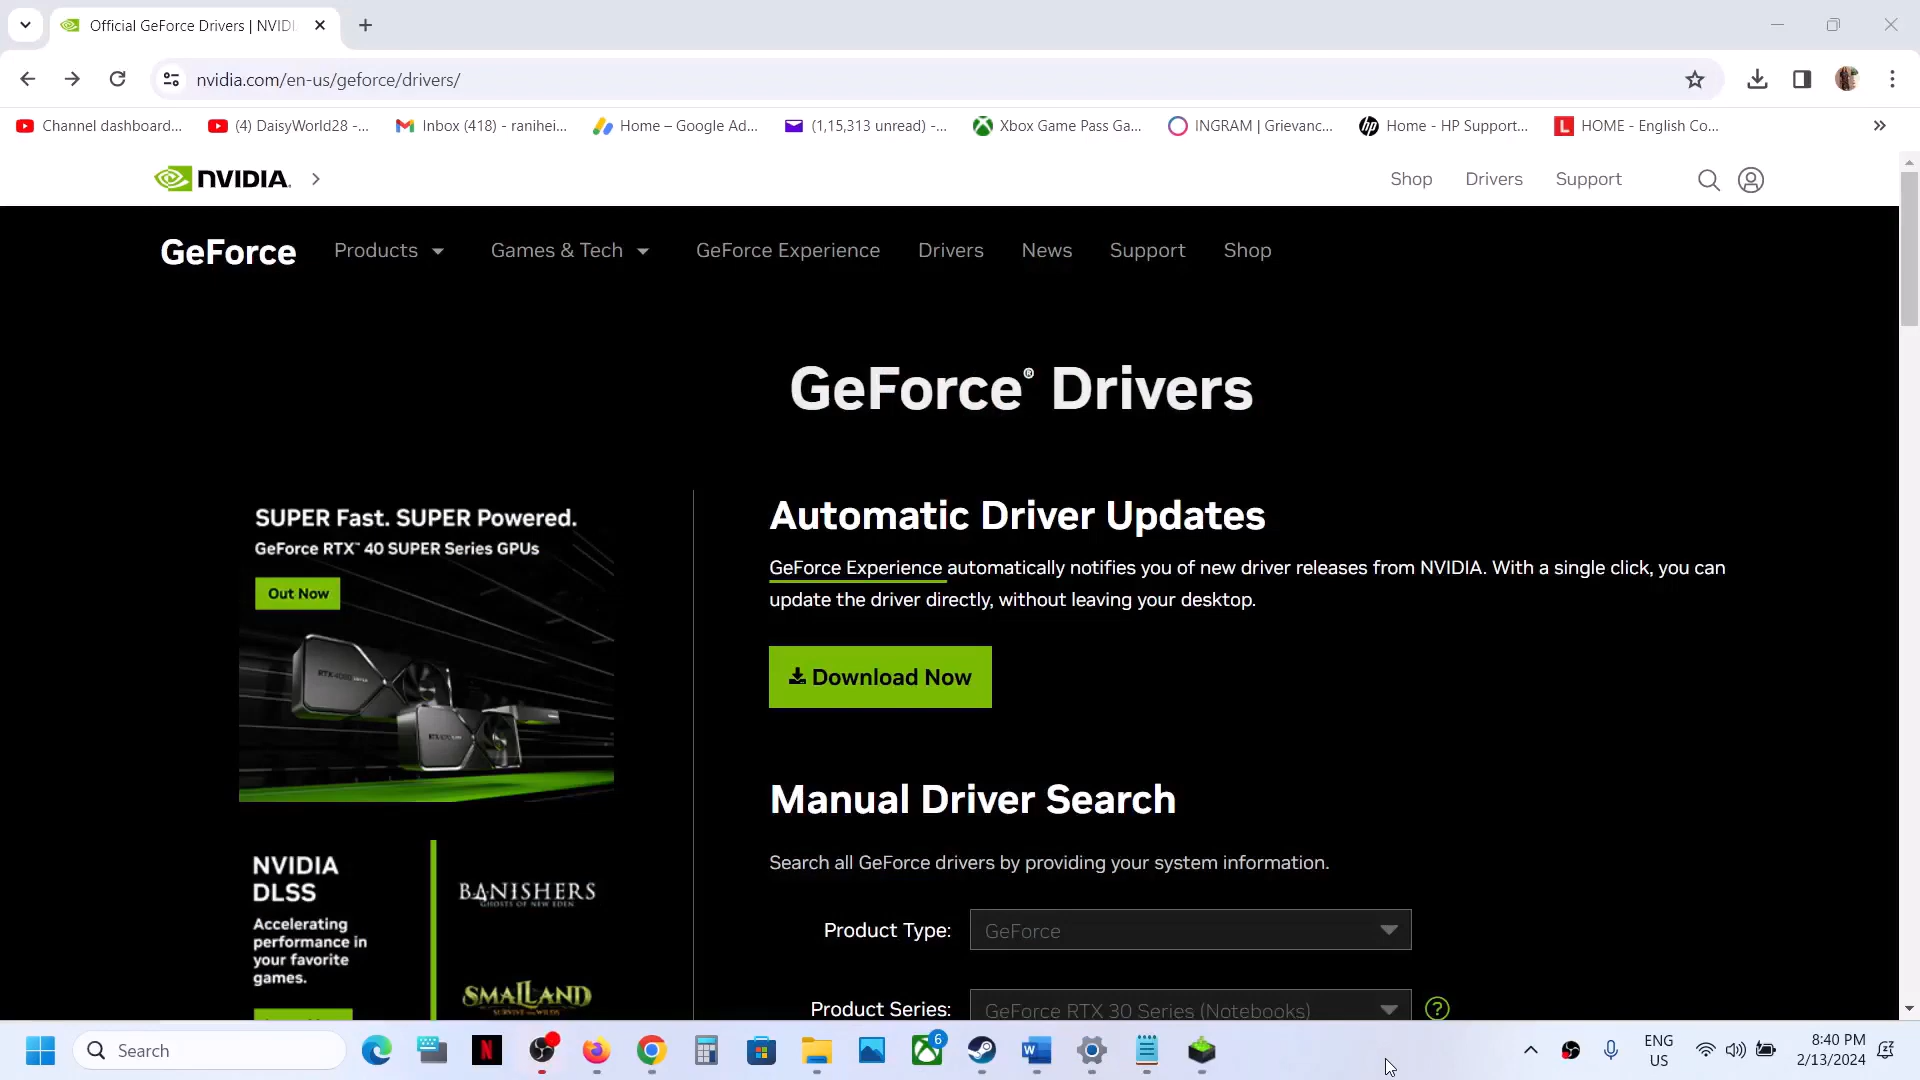 Official GeForce Drivers | NVIDI
nvidia.com/en-us/geforce/drivers/
Channel dashboard...
(4) DaisyWorld28 -...
Inbox (418) - ranihei...
Home – Google Ad...
(1,15,313 unread) -...
Xbox Game Pass Ga...
INGRAM | Grievanc...
Home - HP Support...
HOME - English Co...
NVIDIA.
Shop
Drivers
Support
GeForce
Products
Games & Tech
GeForce Experience
Drivers
News
Support
Shop
GeForce® Drivers
SUPER Fast. SUPER Powered.
GeForce RTX™ 40 SUPER Series GPUs
Out Now
Automatic Driver Updates
GeForce Experience automatically notifies you of new driver releases from NVIDIA. With a single click, you can
update the driver directly, without leaving your desktop.
Download Now
Manual Driver Search
Search all GeForce drivers by providing your system information.
Product Type:
GeForce
Product Series:
GeForce RTX 30 Series (Notebooks)
?
NVIDIA
DLSS
Accelerating
performance in
your favorite
games.
BANISHERS
GHOSTS OF NEW EDEN
SMALLAND
SURVIVE THE WILDS
Search
6
ENG
US
8:40 PM
2/13/2024